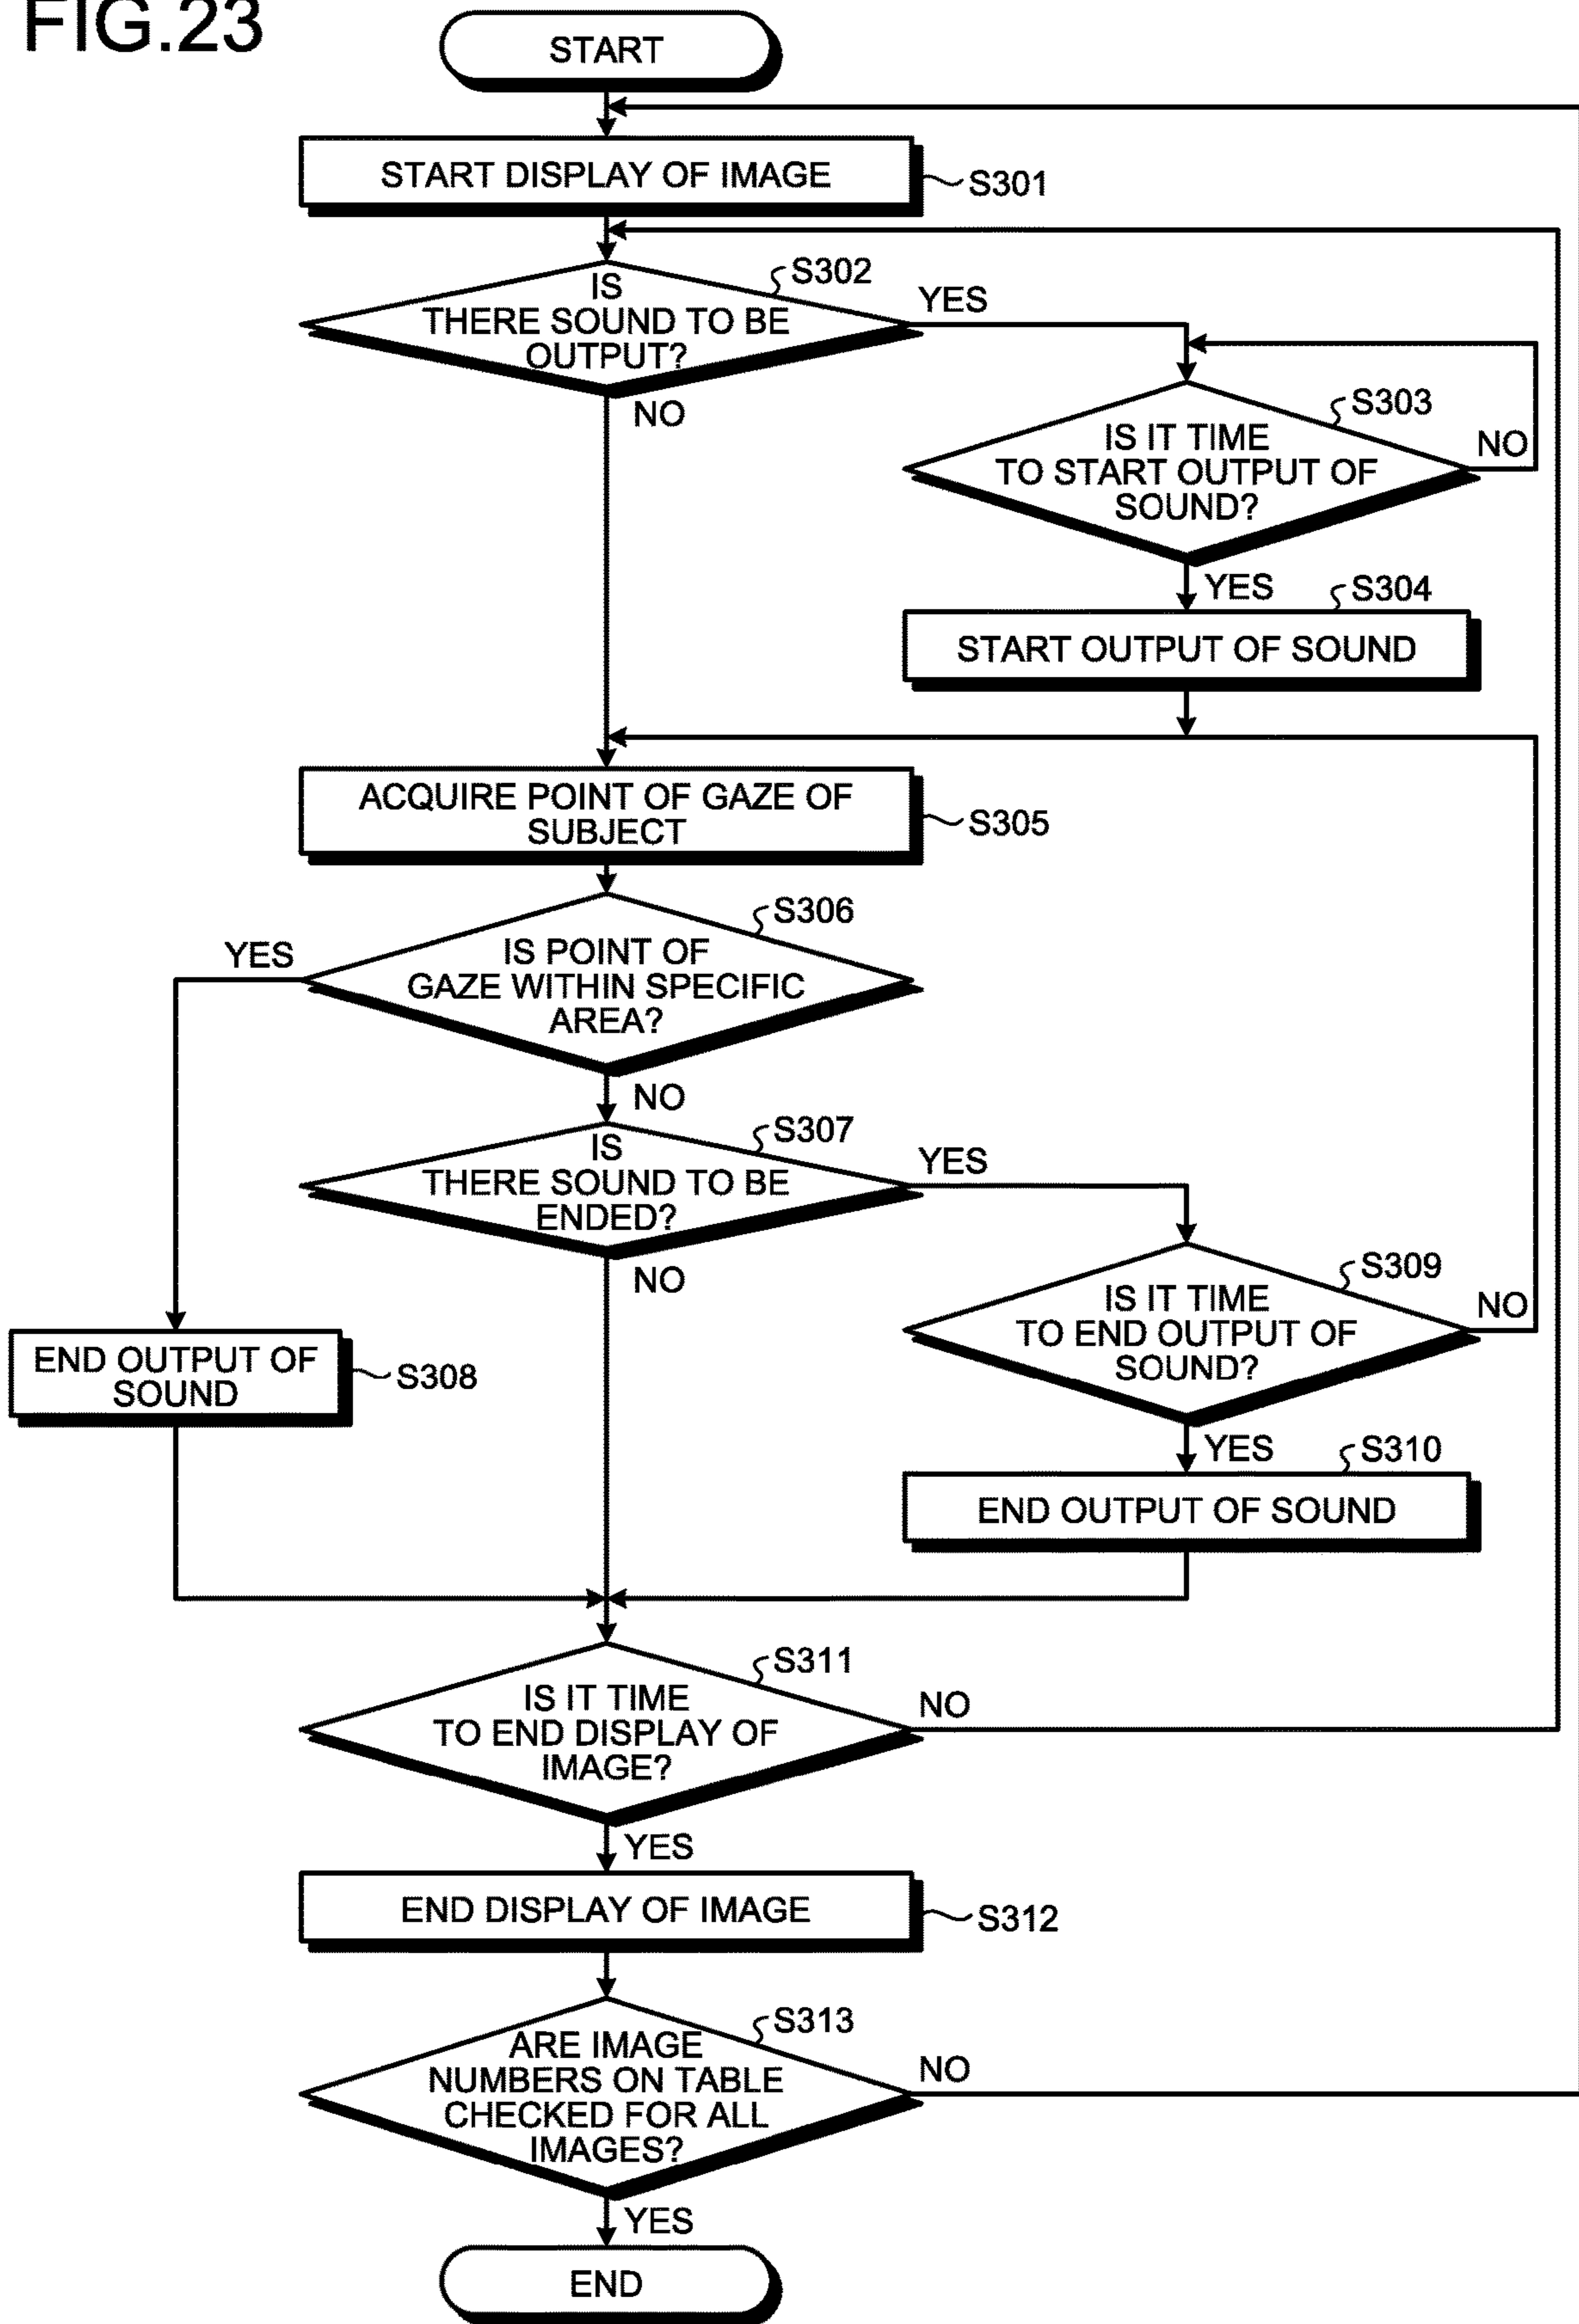 FIG.23
START
START DISPLAY OF IMAGE
S301
S302
IS
THERE SOUND TO BE
OUTPUT?
YES
NO
S303
IS IT TIME
TO START OUTPUT OF
SOUND?
NO
YES
S304
START OUTPUT OF SOUND
ACQUIRE POINT OF GAZE OF
SUBJECT
S305
S306
IS POINT OF
GAZE WITHIN SPECIFIC
AREA?
YES
NO
S307
IS
THERE SOUND TO BE
ENDED?
YES
NO
END OUTPUT OF
SOUND
S308
S309
IS IT TIME
TO END OUTPUT OF
SOUND?
NO
YES
S310
END OUTPUT OF SOUND
S311
IS IT TIME
TO END DISPLAY OF
IMAGE?
NO
YES
END DISPLAY OF IMAGE
S312
S313
ARE IMAGE
NUMBERS ON TABLE
CHECKED FOR ALL
IMAGES?
NO
YES
END